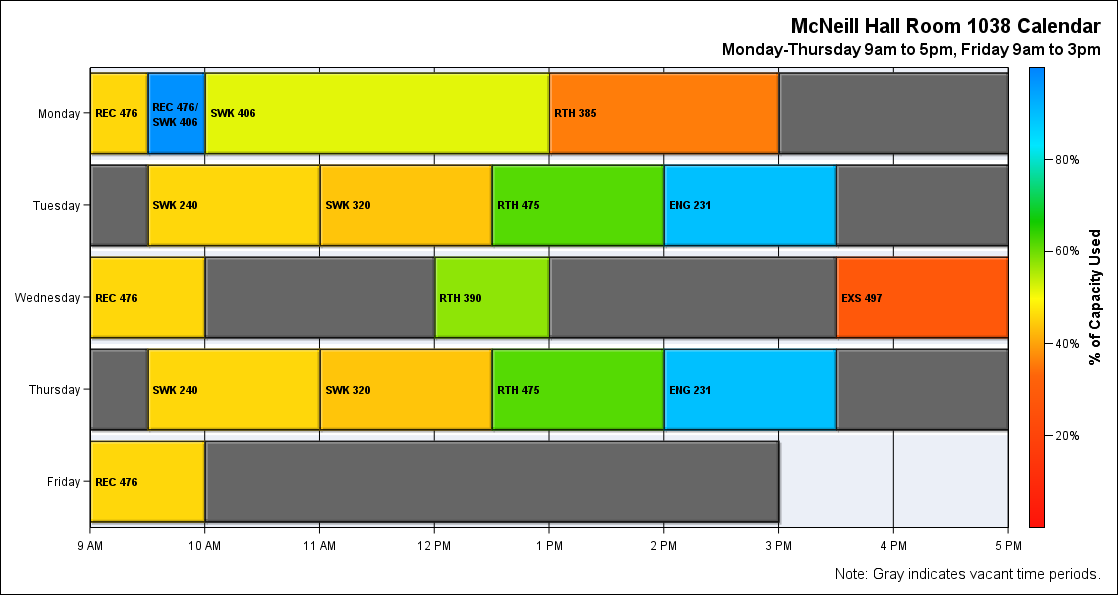 McNeill Hall Room 1038 Calendar
Monday-Thursday 9am to 5pm, Friday 9am to 3pm
Monday
REC 476
REC 476/
SWK 406
SWK 406
RTH 385
Tuesday
SWK 240
SWK 320
RTH 475
ENG 231
Wednesday
REC 476
RTH 390
EXS 497
Thursday
SWK 240
SWK 320
RTH 475
ENG 231
Friday
REC 476
9 AM
10 AM
11 AM
12 PM
1 PM
2 PM
3 PM
4 PM
5 PM
80%
60%
40%
20%
% of Capacity Used
Note: Gray indicates vacant time periods.